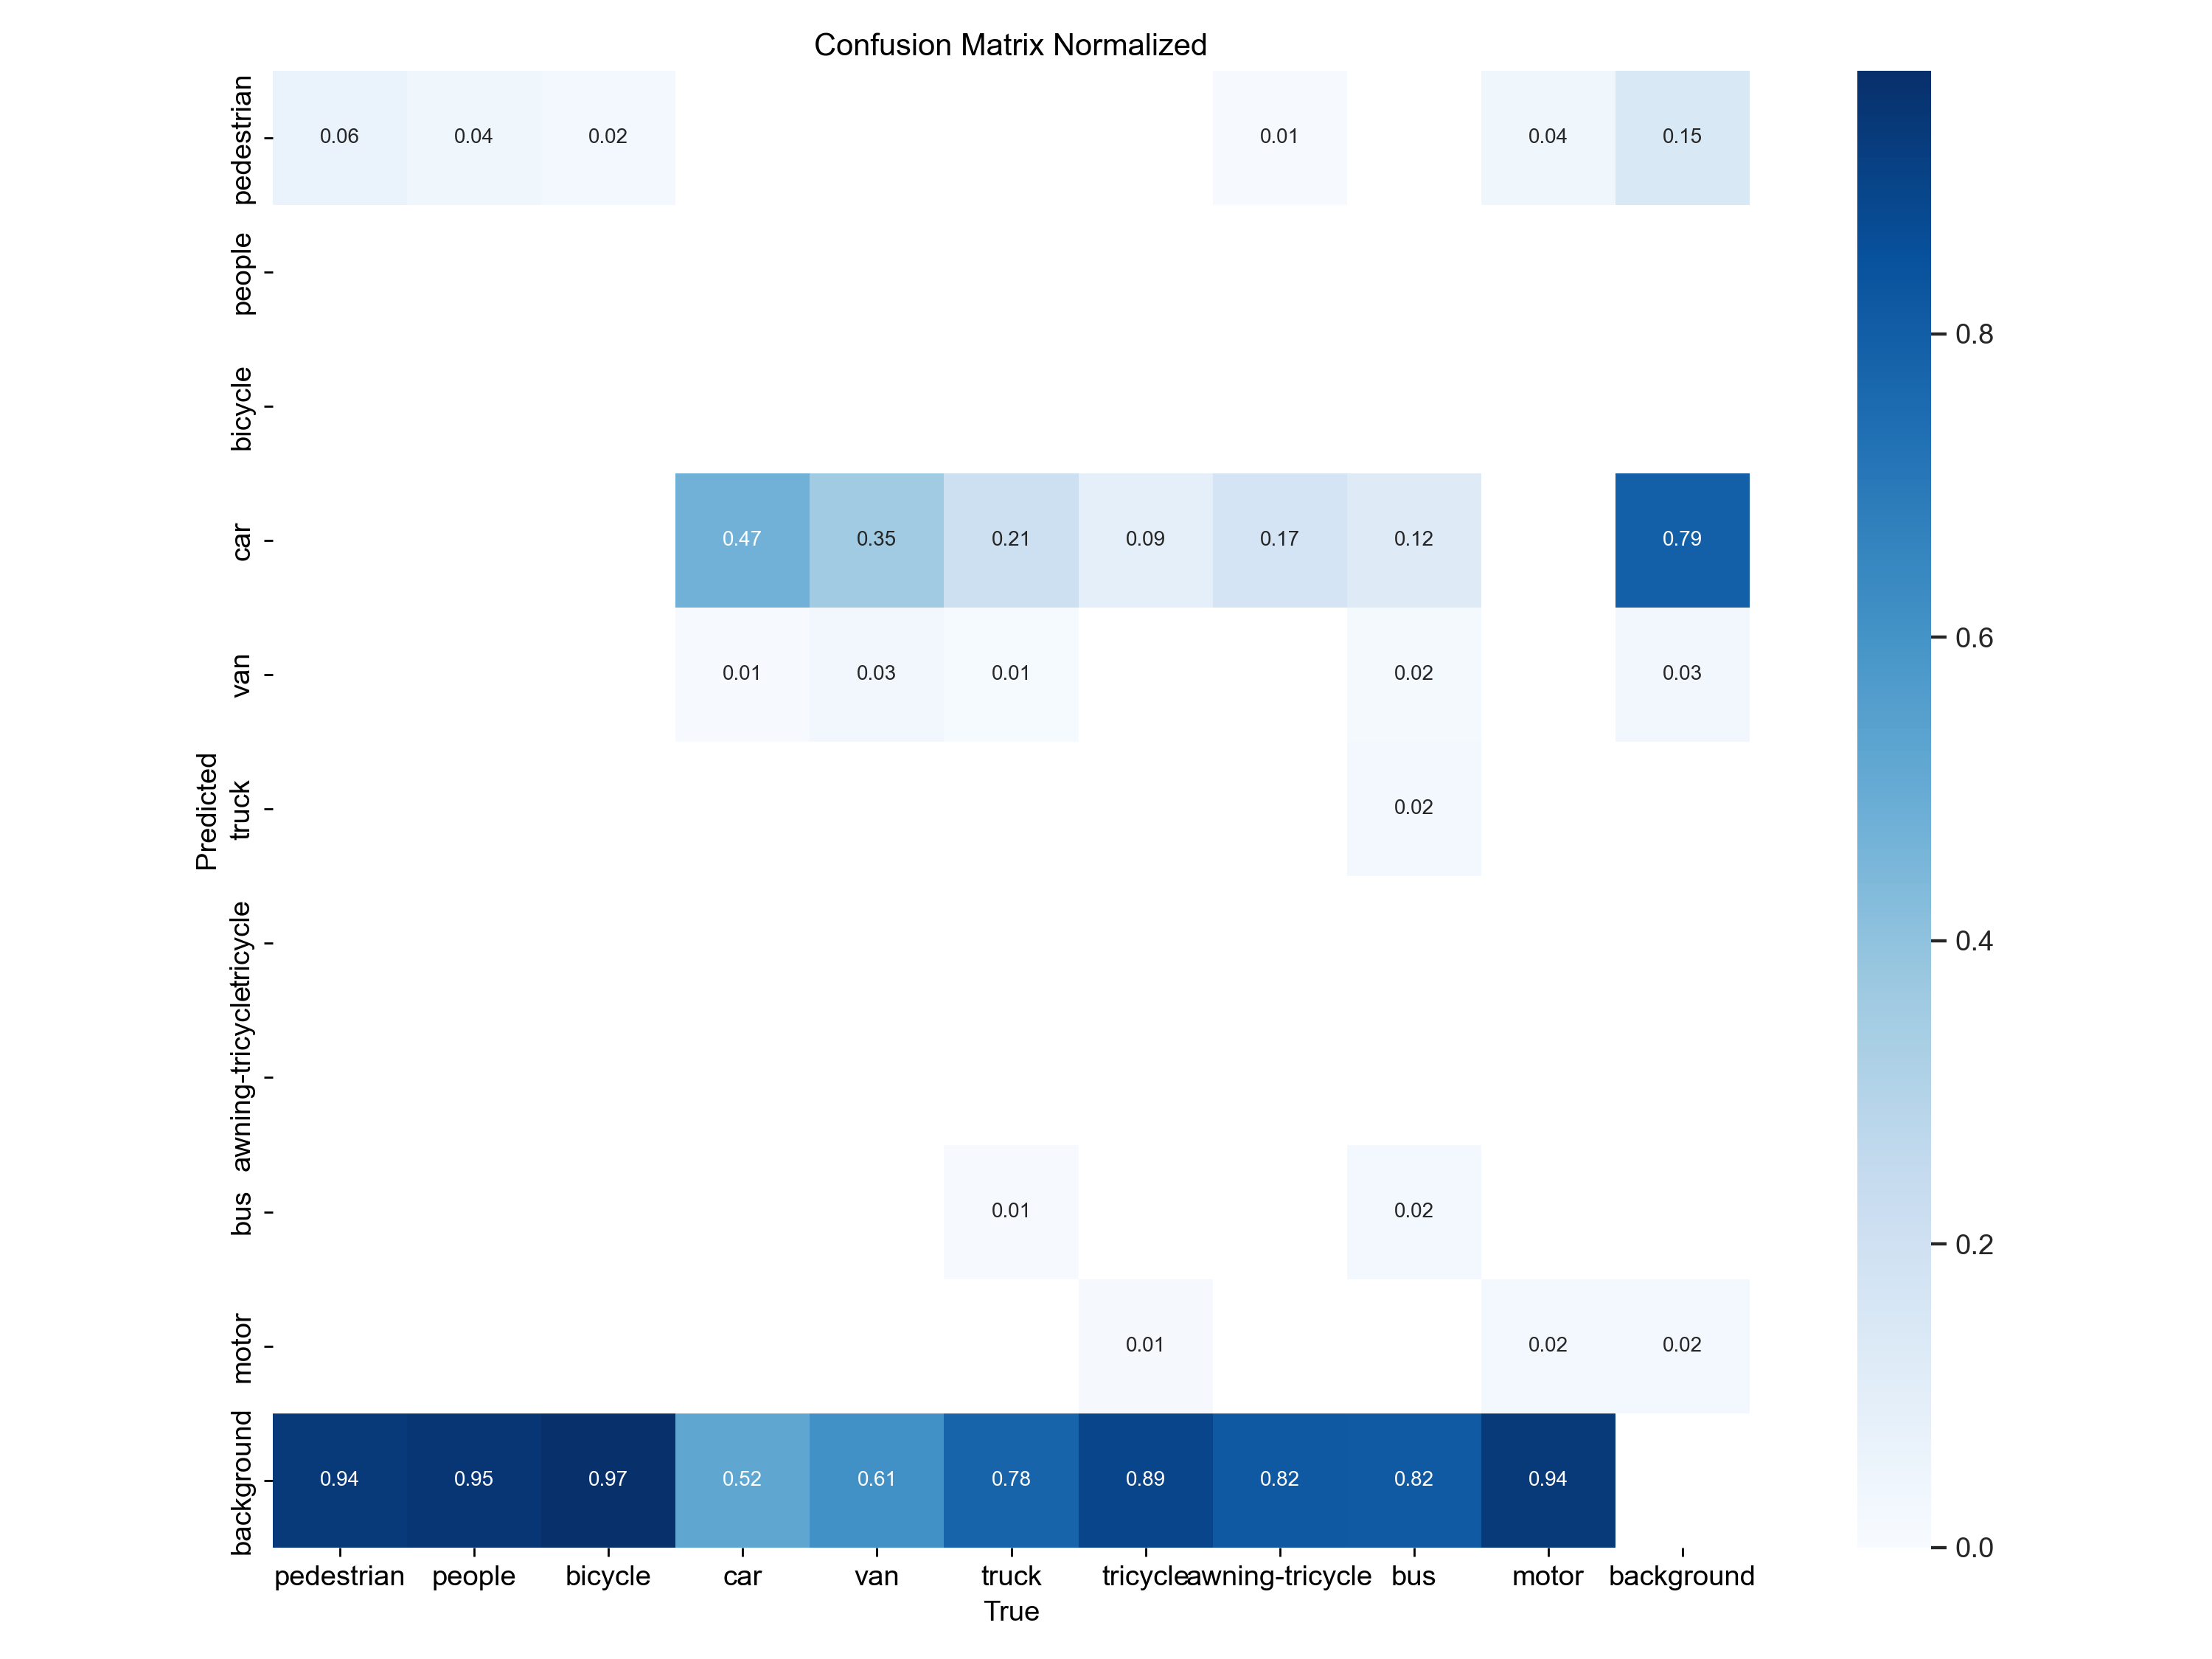 Confusion Matrix Normalized
pedestrian
0.06 0.04 0.02 0.01 0.04 0.15
people
bicycle
car
0.47 0.35 0.21 0.09 0.17 0.12 0.79
van
0.01 0.03 0.01 0.02 0.03
Predicted
truck
0.02
tricycle
awning-tricycle
bus
0.01 0.02
motor
0.01 0.02 0.02
background
0.94 0.95 0.97 0.52 0.61 0.78 0.89 0.82 0.82 0.94
pedestrian people bicycle car van truck tricycle awning-tricycle bus motor background
True
0.8
0.6
0.4
0.2
0.0